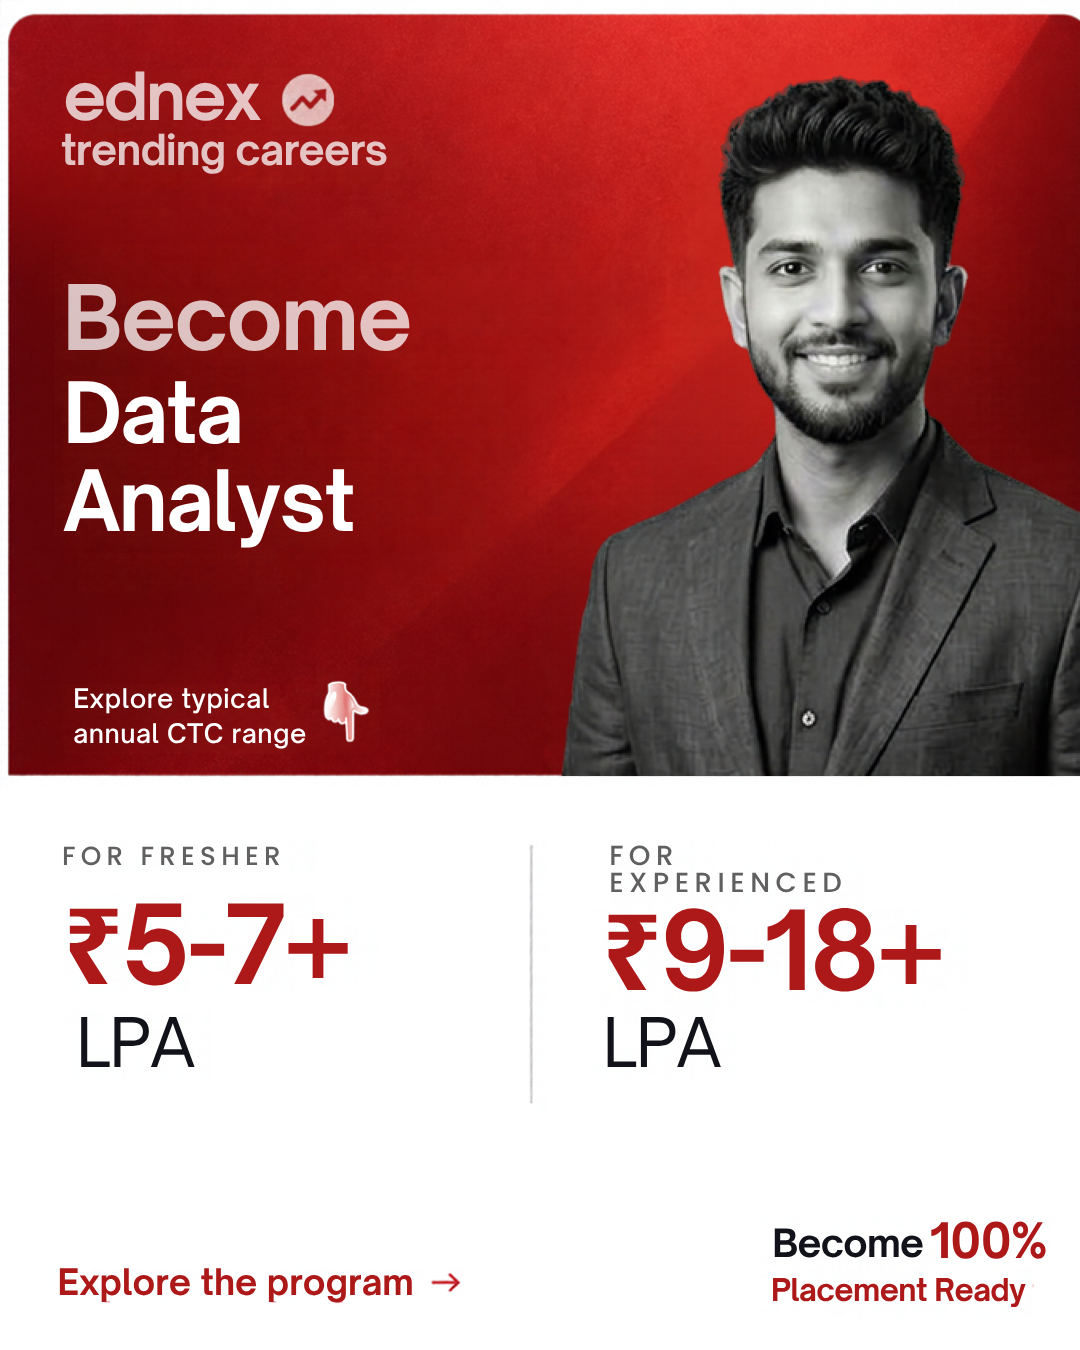 ednex
trending careers
Become
Data
Analyst
Explore typical
annual CTC range
FOR FRESHER
₹5-7+
LPA
FOR
EXPERIENCED
₹9-18+
LPA
Explore the program →
Become 100%
Placement Ready